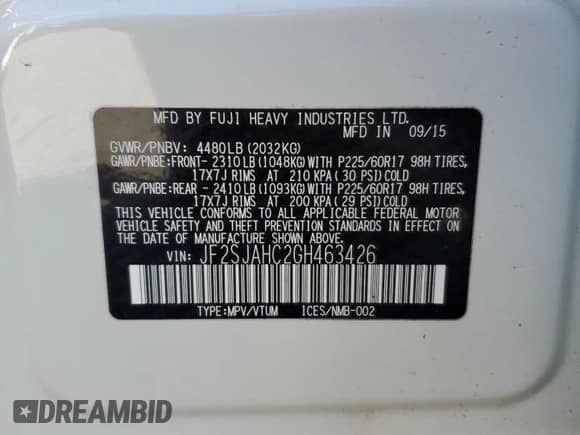 MFD BY FUJI HEAVY INDUSTRIES LTD.
MFD IN 09/15
GVWR/PNBV: 4480LB (2032KG)
GAWR/PNBE:FRONT- 2310LB (1048KG) WITH P225/60R17 98H TIRES,
17X7J RIMS AT 210 KPA (30 PSI) COLD
GAWR/PNBE:REAR - 2410LB (1093KG) WITH P225/60R17 98H TIRES,
17X7J RIMS AT 200 KPA (29 PSI) COLD
THIS VEHICLE CONFORMS TO ALL APPLICABLE FEDERAL MOTOR
VEHICLE SAFETY AND THEFT PREVENTION STANDARDS IN EFFECT ON
THE DATE OF MANUFACTURE SHOWN ABOVE.
VIN: JF2SJAHC2GH463426
TYPE:MPV/VTUM ICES/NMB-002
DREAMBID